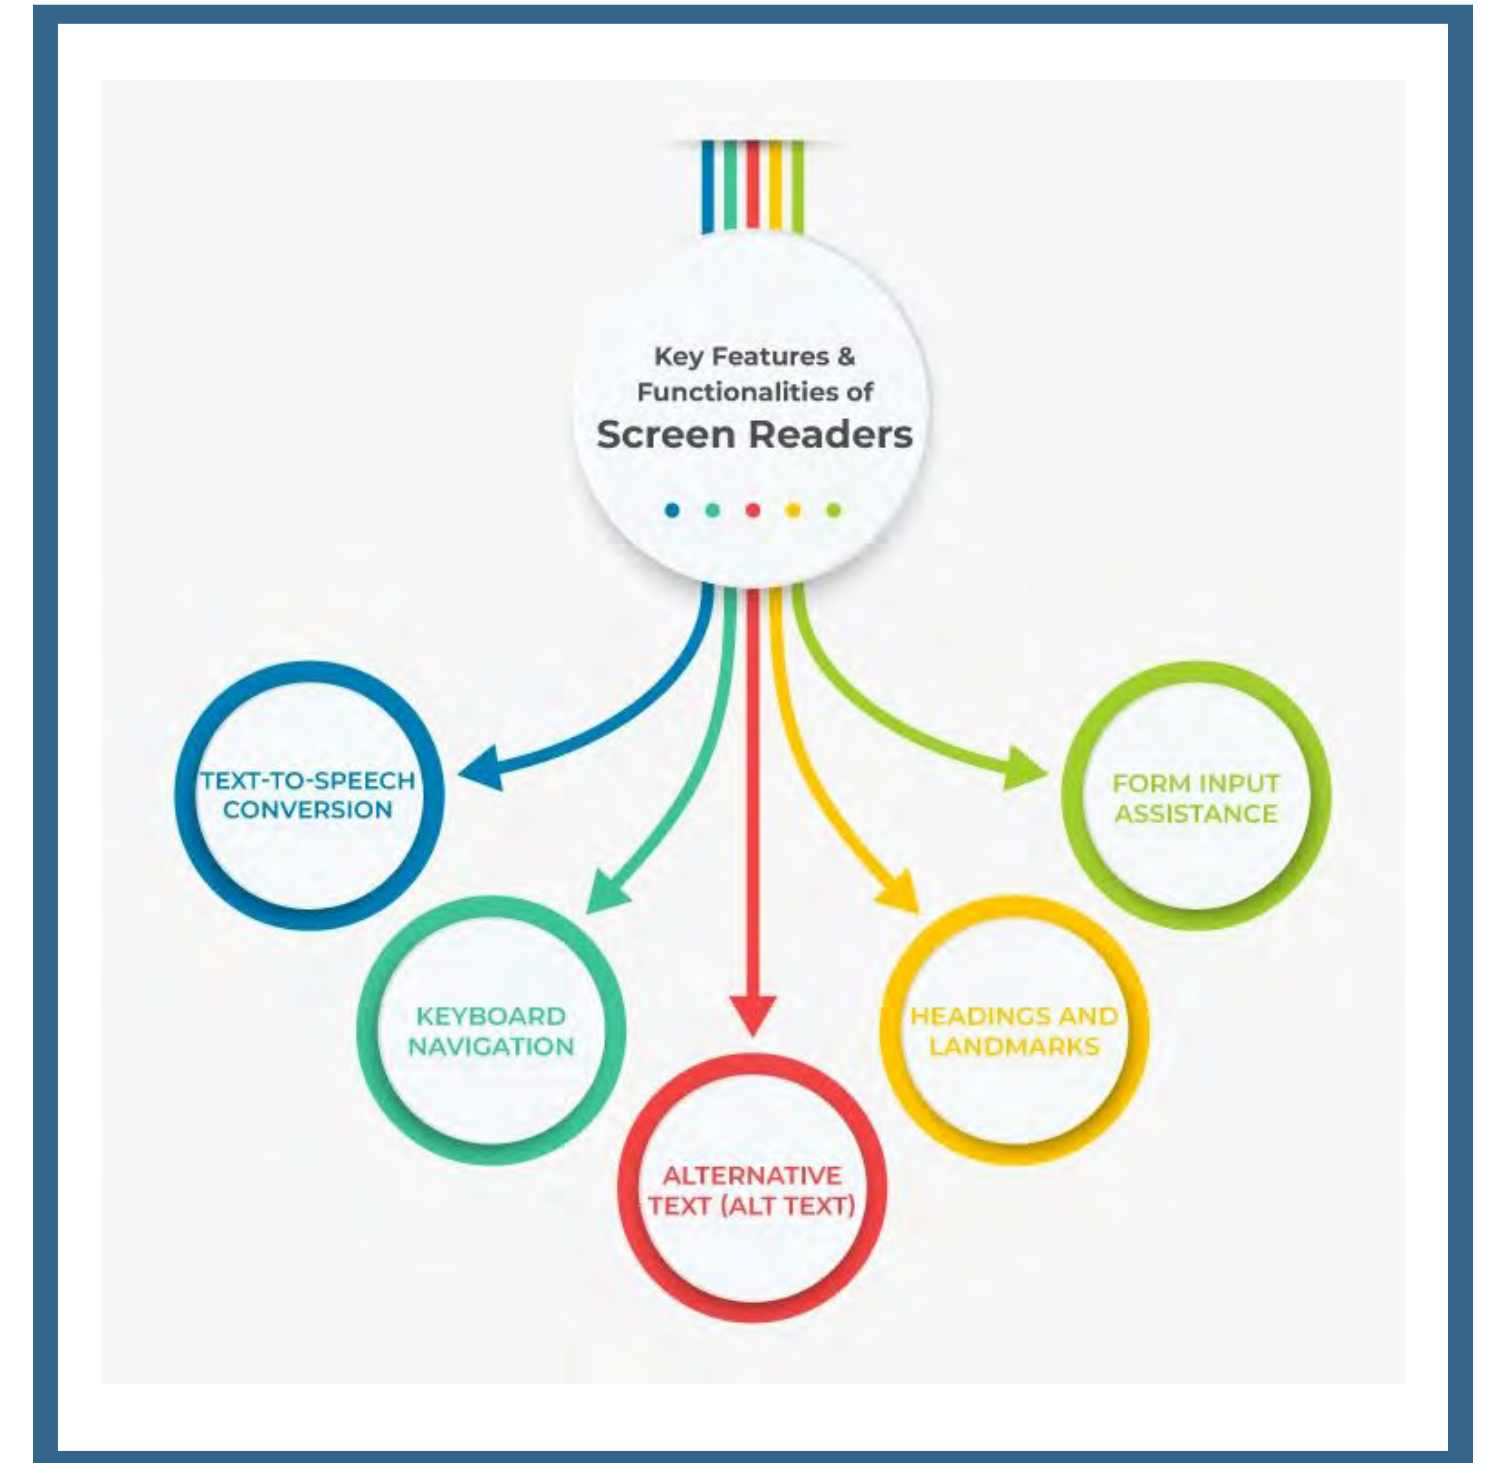 Key Features &
Functionalities of
Screen Readers
TEXT-TO-SPEECH
CONVERSION
KEYBOARD
NAVIGATION
ALTERNATIVE
TEXT (ALT TEXT)
HEADINGS AND
LANDMARKS
FORM INPUT
ASSISTANCE